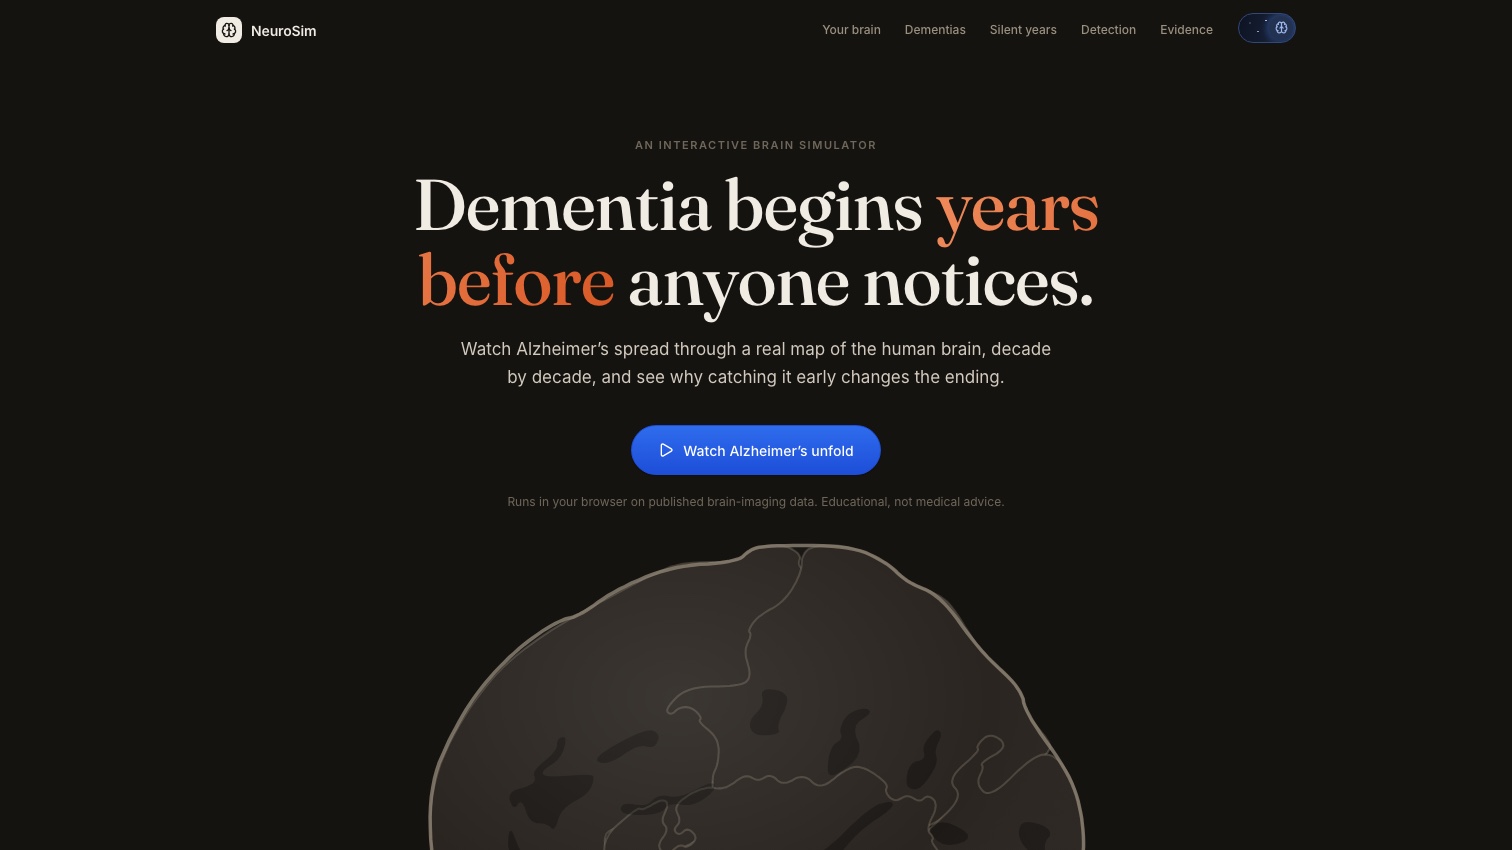 NeuroSim
Your brain
Dementias
Silent years
Detection
Evidence
AN INTERACTIVE BRAIN SIMULATOR
Dementia begins years
before anyone notices.
Watch Alzheimer’s spread through a real map of the human brain, decade
by decade, and see why catching it early changes the ending.
Watch Alzheimer’s unfold
Runs in your browser on published brain-imaging data. Educational, not medical advice.